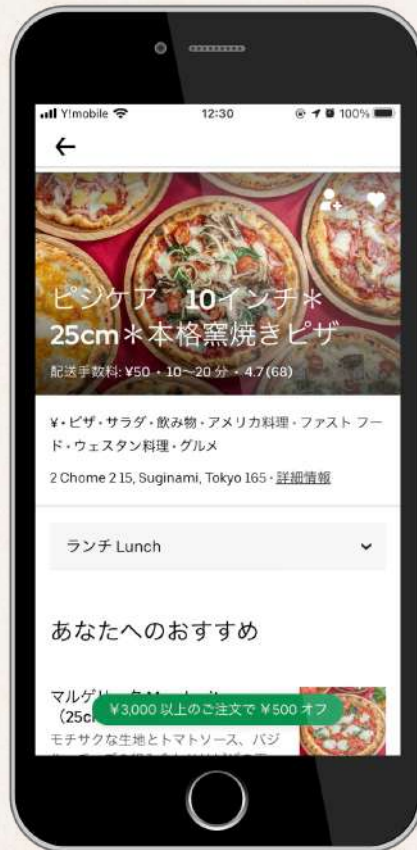 Y!mobile 12:30 100%
ピジケア 10インチ＊
25cm＊本格窯焼きピザ
配送手数料: ¥50・10〜20 分・4.7 (68)
¥・ピザ・サラダ・飲み物・アメリカ料理・ファスト フー
ド・ウェスタン料理・グルメ
2 Chome 2 15, Suginami, Tokyo 165・詳細情報
ランチ Lunch
あなたへのおすすめ
マルゲリ
（25c
¥3,000 以上のご注文で ¥500 オフ
モチサクな生地とトマトソース、バジ